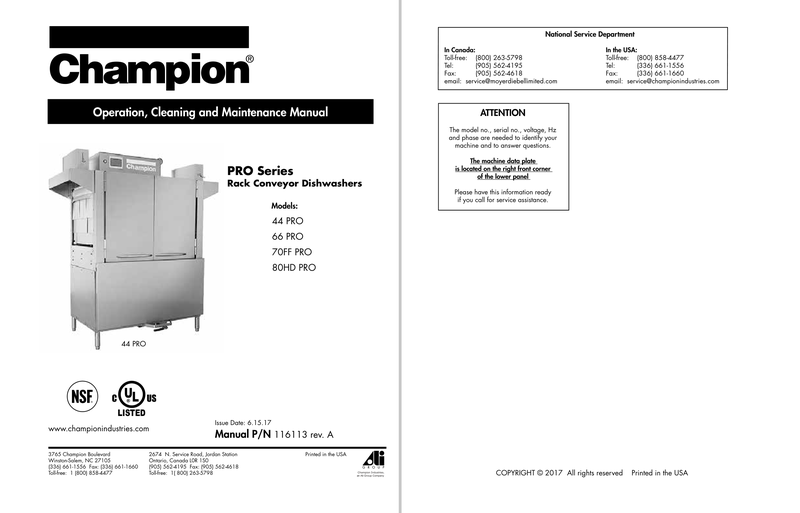 Champion®
Operation, Cleaning and Maintenance Manual
Champion
PRO Series
Rack Conveyor Dishwashers
Models:
44 PRO
66 PRO
70FF PRO
80HD PRO
44 PRO
NSF®
c UL® US
LISTED
www.championindustries.com
Issue Date: 6.15.17
Manual P/N 116113 rev. A
3765 Champion Boulevard
Winston-Salem, NC 27105
(336) 661-1556 Fax: (336) 661-1660
Toll-free: 1 (800) 858-4477
2674 N. Service Road, Jordan Station
Ontario, Canada L0R 1S0
(905) 562-4195 Fax: (905) 562-4618
Toll-free: 1( 800) 263-5798
Printed in the USA
Ali
GROUP
Champion Industries,
an Ali Group Company
National Service Department
In Canada:
Toll-free: (800) 263-5798
Tel: (905) 562-4195
Fax: (905) 562-4618
email: service@moyerdiebellimited.com
In the USA:
Toll-free: (800) 858-4477
Tel: (336) 661-1556
Fax: (336) 661-1660
email: service@championindustries.com
ATTENTION
The model no., serial no., voltage, Hz
and phase are needed to identify your
machine and to answer questions.
The machine data plate
is located on the right front corner
of the lower panel
Please have this information ready
if you call for service assistance.
COPYRIGHT © 2017 All rights reserved Printed in the USA